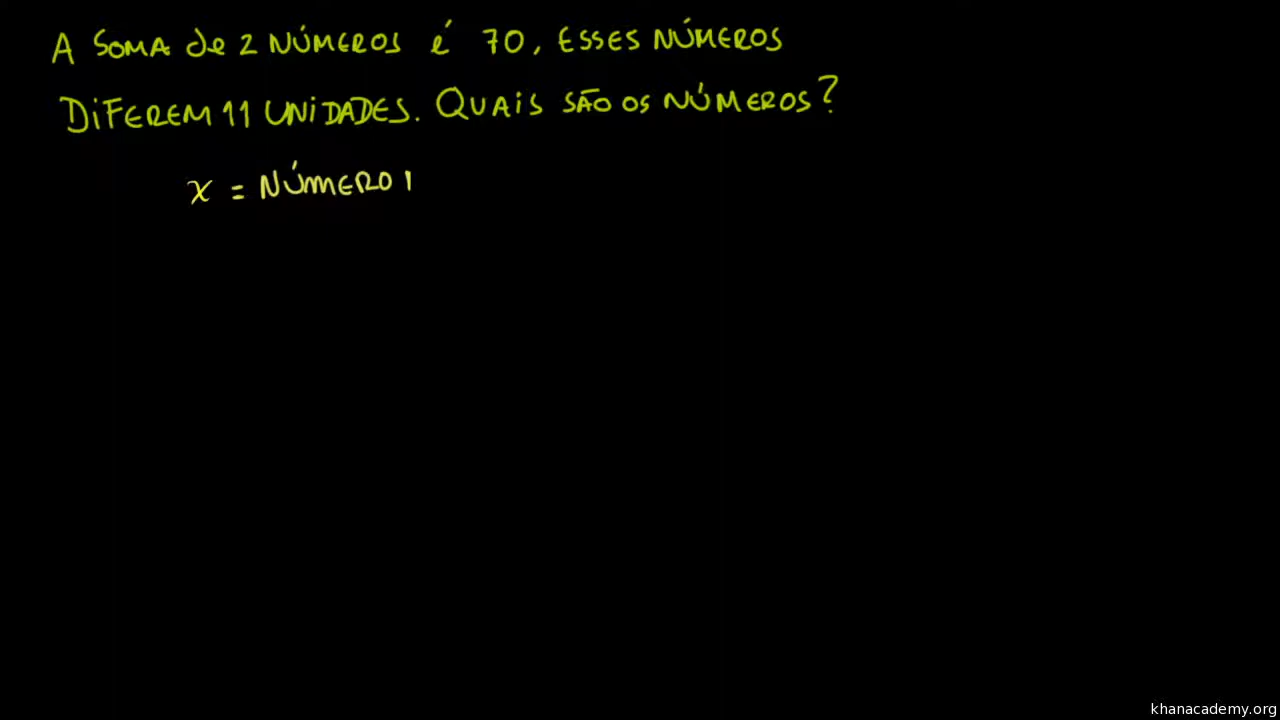 A SOMA de 2 NÚMEROS é 70, ESSES NÚMEROS
DIFEREM 11 UNIDADES. QUAIS SÃO OS NÚMEROS?
x = NÚMERO 1
khanacademy.org